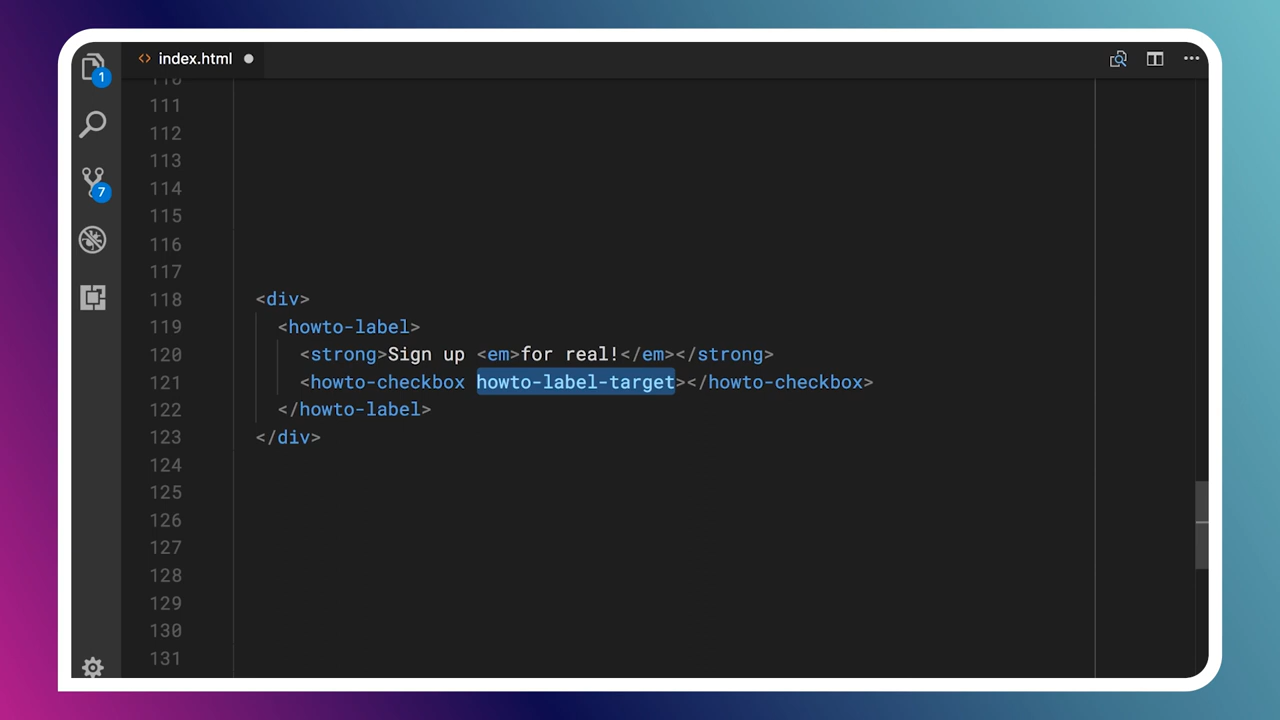 index.html
1
7
110
111
112
113
114
115
116
117
118 <div>
119 <howto-label>
120 <strong>Sign up <em>for real!</em></strong>
121 <howto-checkbox howto-label-target></howto-checkbox>
122 </howto-label>
123 </div>
124
125
126
127
128
129
130
131